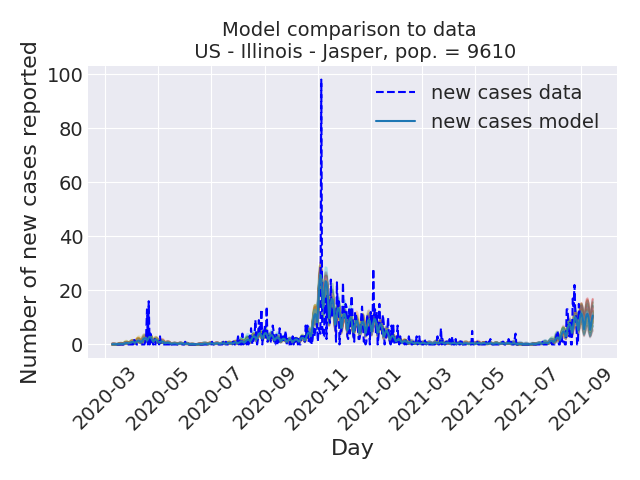 Model comparison to data
US - Illinois - Jasper, pop. = 9610
Number of new cases reported
100
80
60
40
20
0
new cases data
new cases model
2020-03
2020-05
2020-07
2020-09
2020-11
2021-01
2021-03
2021-05
2021-07
2021-09
Day